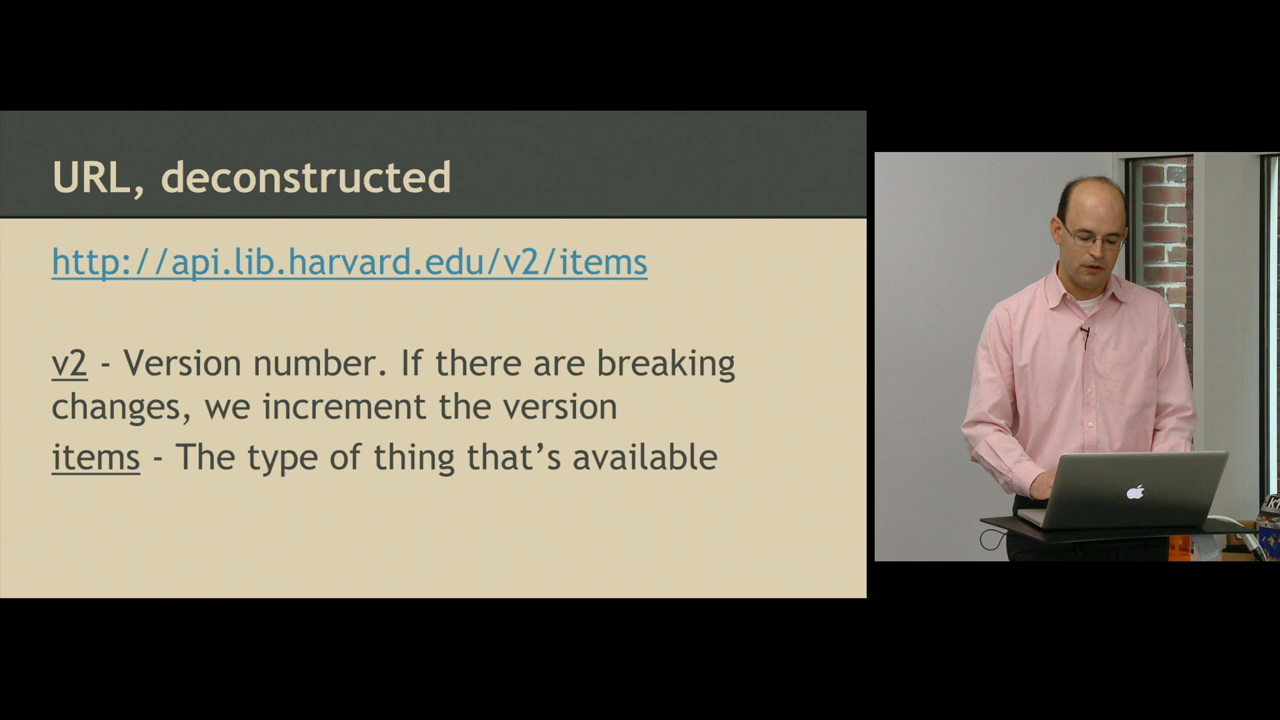 URL, deconstructed
http://api.lib.harvard.edu/v2/items
v2 - Version number. If there are breaking
changes, we increment the version
items - The type of thing that’s available